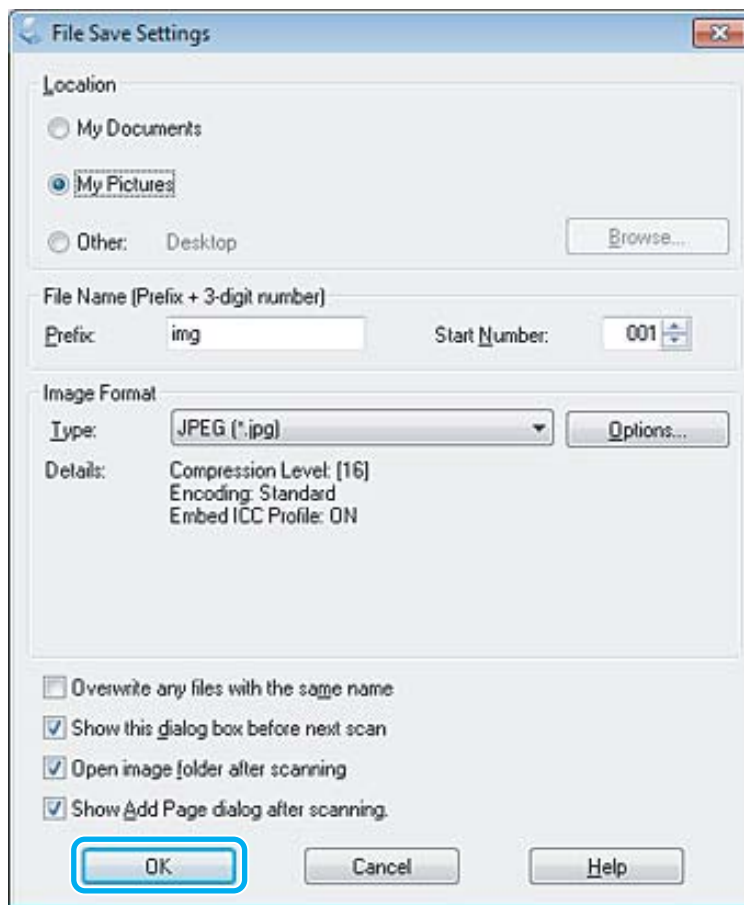 File Save Settings
Location
My Documents
My Pictures
Other: Desktop Browse...
File Name (Prefix + 3-digit number)
Prefix: img Start Number: 001
Image Format
Type: JPEG (*.jpg) Options...
Details: Compression Level: [16]
Encoding: Standard
Embed ICC Profile: ON
Overwrite any files with the same name
Show this dialog box before next scan
Open image folder after scanning
Show Add Page dialog after scanning.
OK Cancel Help